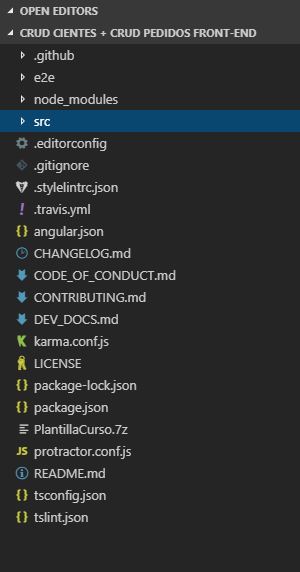 OPEN EDITORS
CRUD CIENTES + CRUD PEDIDOS FRONT-END
.github
e2e
node_modules
src
.editorconfig
.gitignore
.stylelintrc.json
.travis.yml
angular.json
CHANGELOG.md
CODE_OF_CONDUCT.md
CONTRIBUTING.md
DEV_DOCS.md
karma.conf.js
LICENSE
package-lock.json
package.json
PlantillaCurso.7z
JS protractor.conf.js
README.md
tsconfig.json
tslint.json